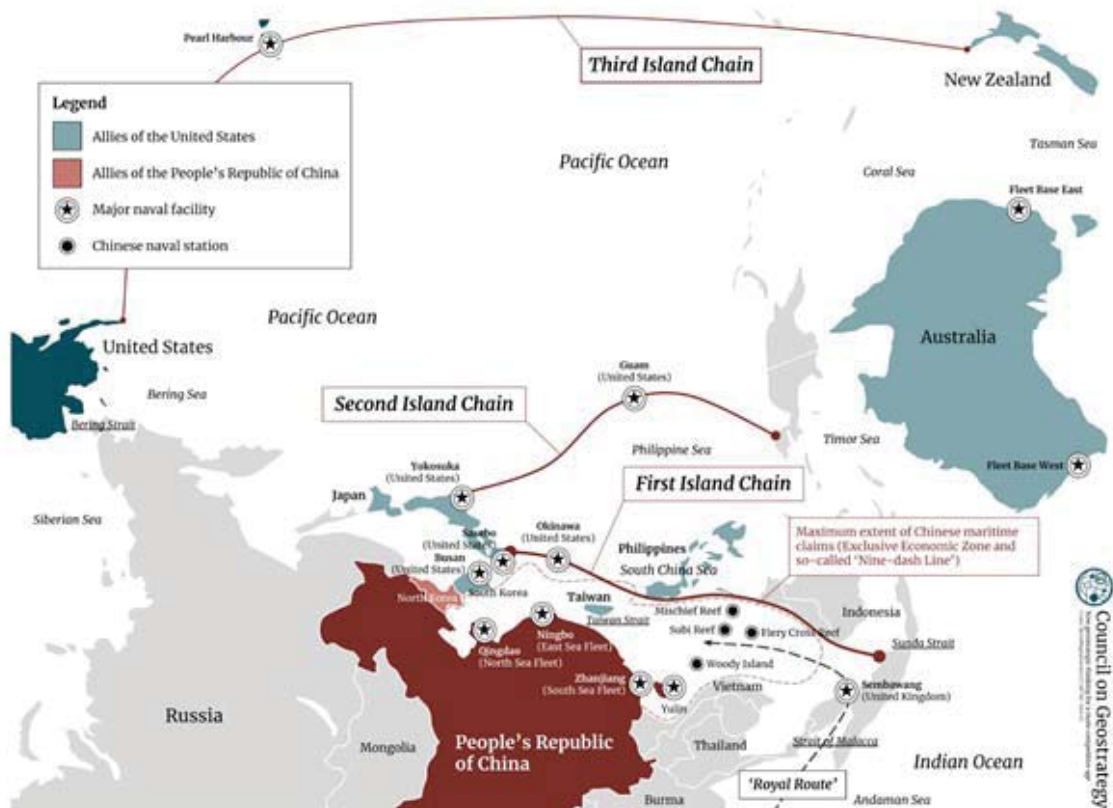 Pearl Harbour
Third Island Chain
New Zealand
Legend
Allies of the United States
Allies of the People's Republic of China
Major naval facility
Chinese naval station
Pacific Ocean
Tasman Sea
Coral Sea
Fleet Base East
Pacific Ocean
United States
Australia
Bering Sea
Bering Strait
Guam
(United States)
Second Island Chain
Philippine Sea
Timor Sea
Fleet Base West
Yokosuka
(United States)
Japan
First Island Chain
Siberian Sea
Sasebo
(United States)
Okinawa
(United States)
Busan
(United States)
Philippines
South China Sea
Maximum extent of Chinese maritime
claims (Exclusive Economic Zone and
so-called 'Nine-dash Line')
North Korea
South Korea
Taiwan
Taiwan Strait
Mischief Reef
Subi Reef
Fiery Cross Reef
Indonesia
Sunda Strait
Ningbo
(East Sea Fleet)
Qingdao
(North Sea Fleet)
Woody Island
Zhanjiang
(South Sea Fleet)
Yulin
Vietnam
Sembawang
(United Kingdom)
Russia
Mongolia
People's Republic
of China
Thailand
Strait of Malacca
Indian Ocean
'Royal Route'
Burma
Andaman Sea
Council on Geostrategy